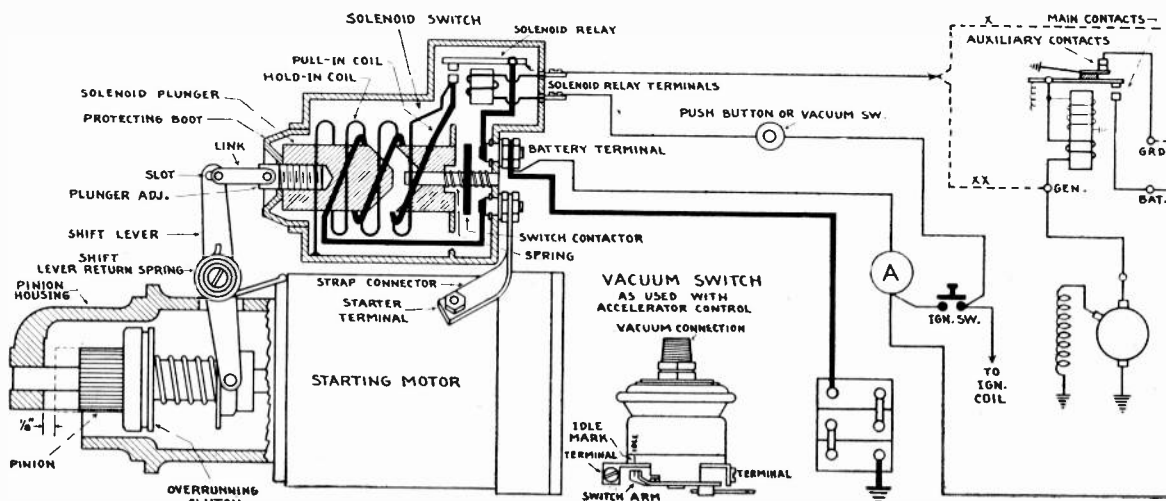 SOLENOID SWITCH
SOLENOID RELAY
PULL-IN COIL
HOLD-IN COIL
SOLENOID PLUNGER
PROTECTING BOOT
LINK
SLOT
PLUNGER ADJ.
SHIFT LEVER
SHIFT
LEVER RETURN SPRING
PINION
HOUSING
SOLENOID RELAY TERMINALS
PUSH BUTTON OR VACUUM SW.
BATTERY TERMINAL
SWITCH CONTACTOR
SPRING
STRAP CONNECTOR
STARTER
TERMINAL
STARTING MOTOR
1/8"
PINION
OVERRUNNING
VACUUM SWITCH
AS USED WITH
ACCELERATOR CONTROL
VACUUM CONNECTION
IDLE
MARK
IDLE
TERMINAL
TERMINAL
SWITCH ARM
A
IGN. SW.
TO
IGN.
COIL
X
MAIN CONTACTS
AUXILIARY CONTACTS
XX
GEN.
GRD.
BAT.